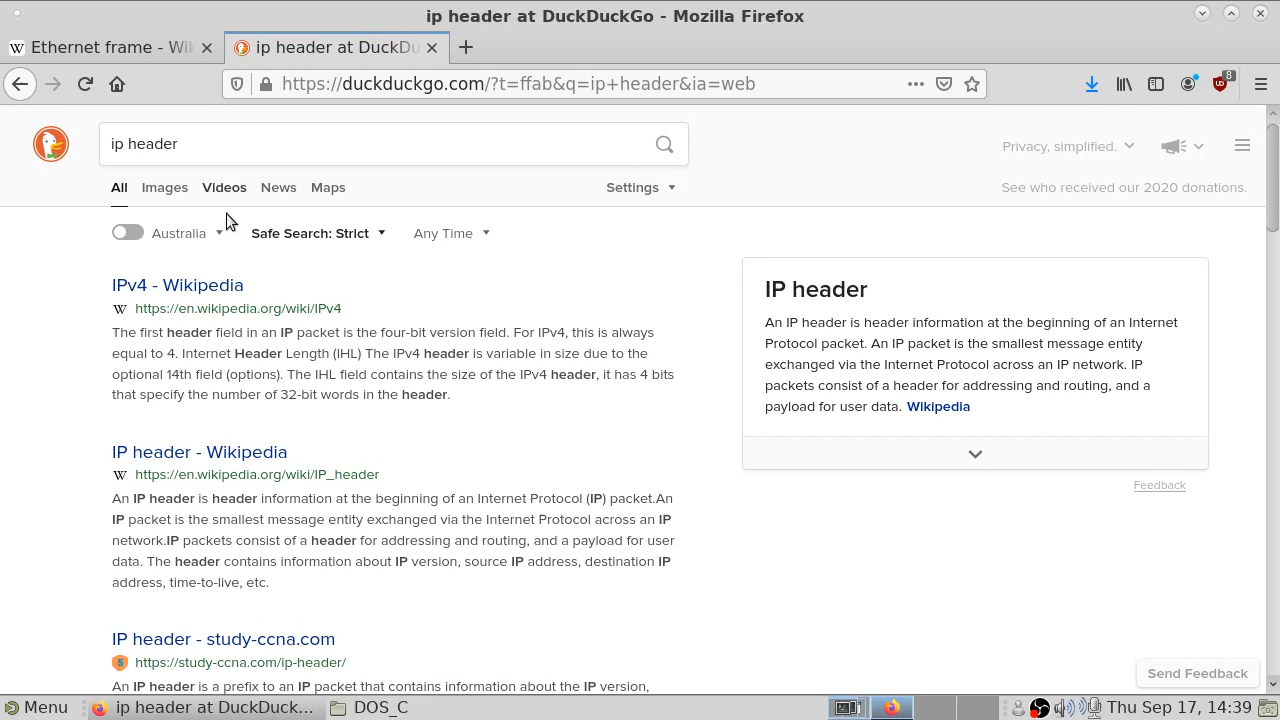 ip header at DuckDuckGo - Mozilla Firefox
Ethernet frame - Wik
ip header at DuckDu
https://duckduckgo.com/?t=ffab&q=ip+header&ia=web
8
ip header
Privacy, simplified.
All Images Videos News Maps Settings
See who received our 2020 donations.
Australia Safe Search: Strict Any Time
IPv4 - Wikipedia
W https://en.wikipedia.org/wiki/IPv4
The first header field in an IP packet is the four-bit version field. For IPv4, this is always
equal to 4. Internet Header Length (IHL) The IPv4 header is variable in size due to the
optional 14th field (options). The IHL field contains the size of the IPv4 header, it has 4 bits
that specify the number of 32-bit words in the header.
IP header
An IP header is header information at the beginning of an Internet
Protocol packet. An IP packet is the smallest message entity
exchanged via the Internet Protocol across an IP network. IP
packets consist of a header for addressing and routing, and a
payload for user data. Wikipedia
Feedback
IP header - Wikipedia
W https://en.wikipedia.org/wiki/IP_header
An IP header is header information at the beginning of an Internet Protocol (IP) packet.An
IP packet is the smallest message entity exchanged via the Internet Protocol across an IP
network.IP packets consist of a header for addressing and routing, and a payload for user
data. The header contains information about IP version, source IP address, destination IP
address, time-to-live, etc.
IP header - study-ccna.com
S https://study-ccna.com/ip-header/
An IP header is a prefix to an IP packet that contains information about the IP version,
Send Feedback
Menu
ip header at DuckDuck...
DOS_C
Thu Sep 17, 14:39